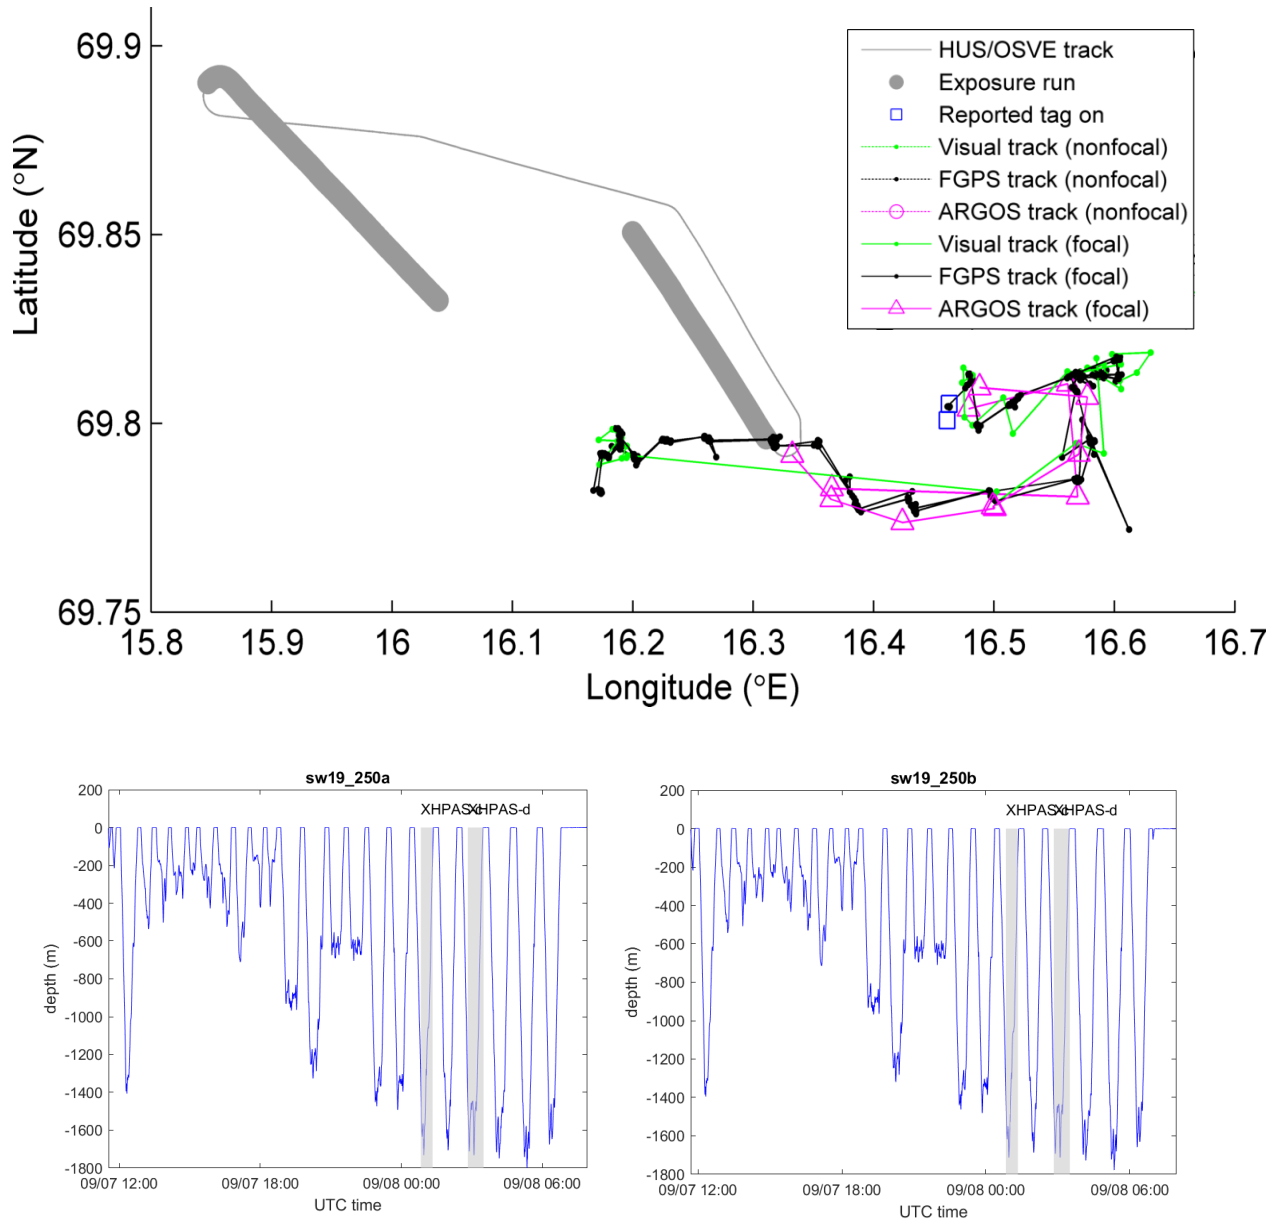 69.9
69.85
69.8
69.75
Latitude (°N)
HUS/OSVE track
Exposure run
Reported tag on
Visual track (nonfocal)
FGPS track (nonfocal)
ARGOS track (nonfocal)
Visual track (focal)
FGPS track (focal)
ARGOS track (focal)
15.8 15.9 16 16.1 16.2 16.3 16.4 16.5 16.6 16.7
Longitude (°E)
sw19_250a
200
0
-200
-400
-600
-800
-1000
-1200
-1400
-1600
-1800
depth (m)
XHPAS-d
09/07 12:00 09/07 18:00 09/08 00:00 09/08 06:00
UTC time
sw19_250b
200
0
-200
-400
-600
-800
-1000
-1200
-1400
-1600
-1800
depth (m)
XHPAS-d
09/07 12:00 09/07 18:00 09/08 00:00 09/08 06:00
UTC time